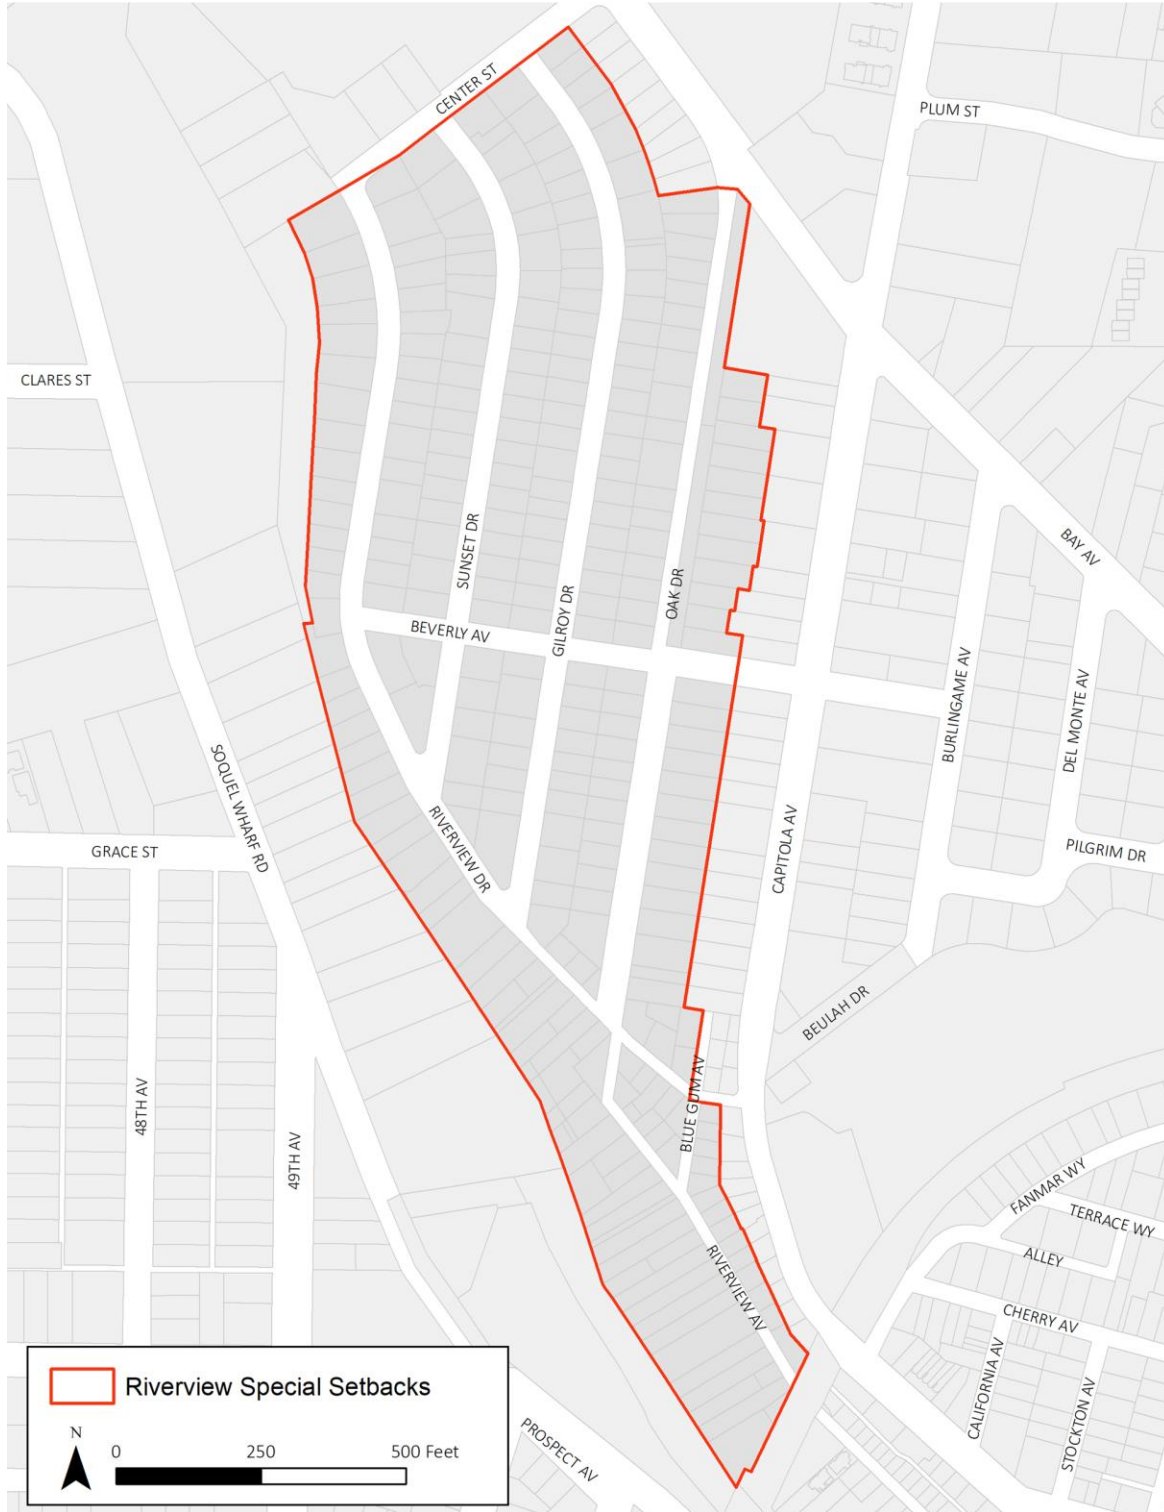 CENTER ST
PLUM ST
CLARES ST
BAY AV
SUNSET DR
OAK DR
GILROY DR
BEVERLY AV
BURLINGAME AV
DEL MONTE AV
SOQUEL WHARF RD
RIVERVIEW DR
CAPITOLA AV
GRACE ST
PILGRIM DR
BEULAH DR
BLUE GUM AV
48TH AV
49TH AV
FANMAR WY
TERRACE WY
ALLEY
RIVERVIEW AV
CHERRY AV
CALIFORNIA AV
STOCKTON AV
PROSPECT AV
Riverview Special Setbacks
N
0 250 500 Feet